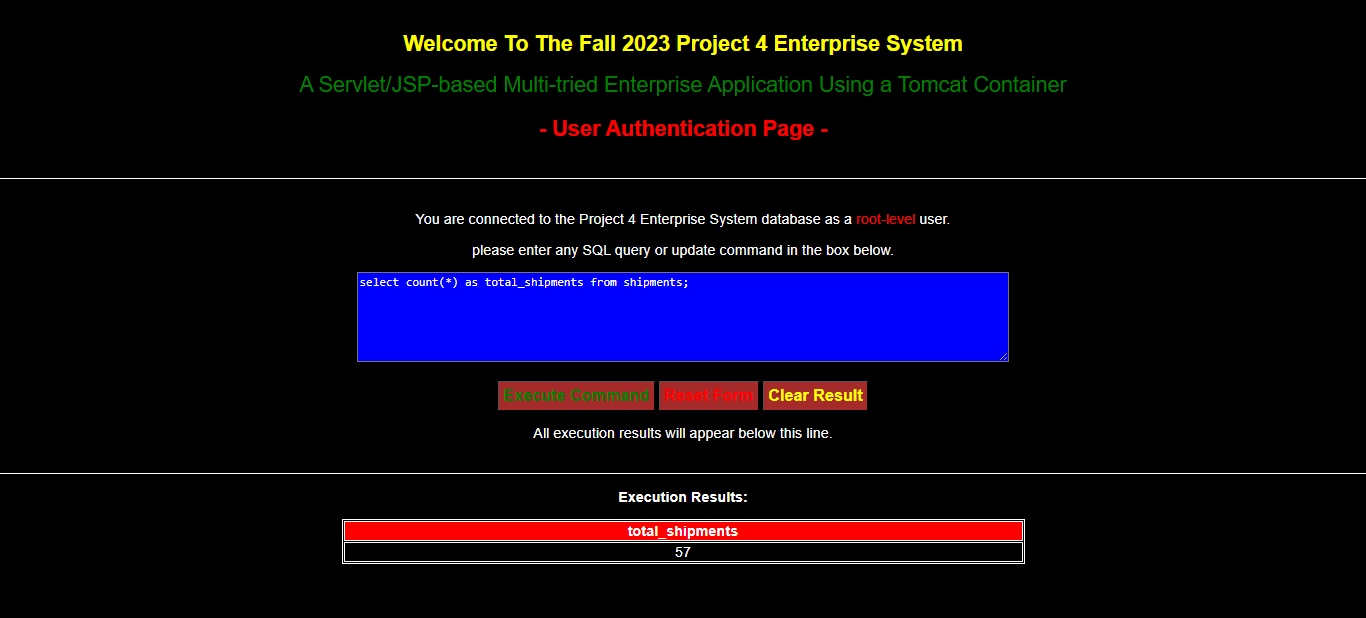 Welcome To The Fall 2023 Project 4 Enterprise System
A Servlet/JSP-based Multi-tried Enterprise Application Using a Tomcat Container
- User Authentication Page -
You are connected to the Project 4 Enterprise System database as a root-level user.
please enter any SQL query or update command in the box below.
select count(*) as total_shipments from shipments;
Execute Command Reset Form Clear Result
All execution results will appear below this line.
Execution Results:
total_shipments
57